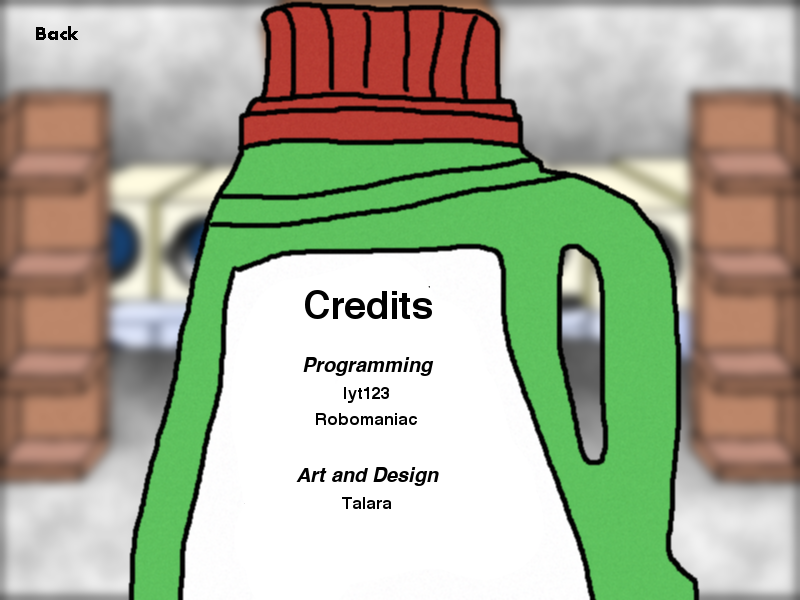 Back
Credits
Programming
lyt123
Robomaniac
Art and Design
Talara